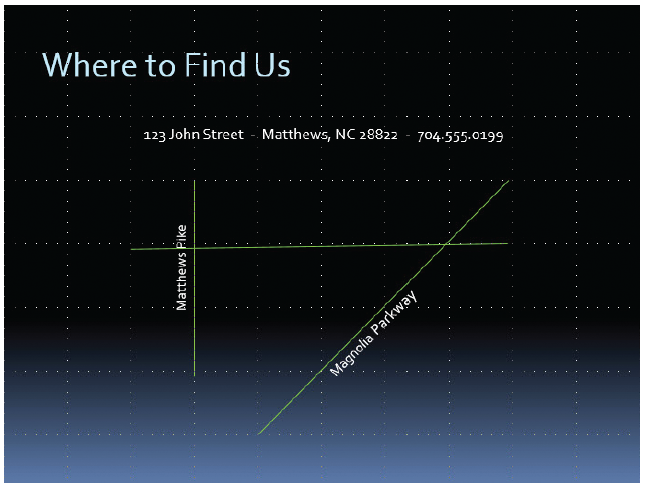 Where to Find Us
123 John Street - Matthews, NC 28822 - 704.555.0199
Matthews Pike
Magnolia Parkway